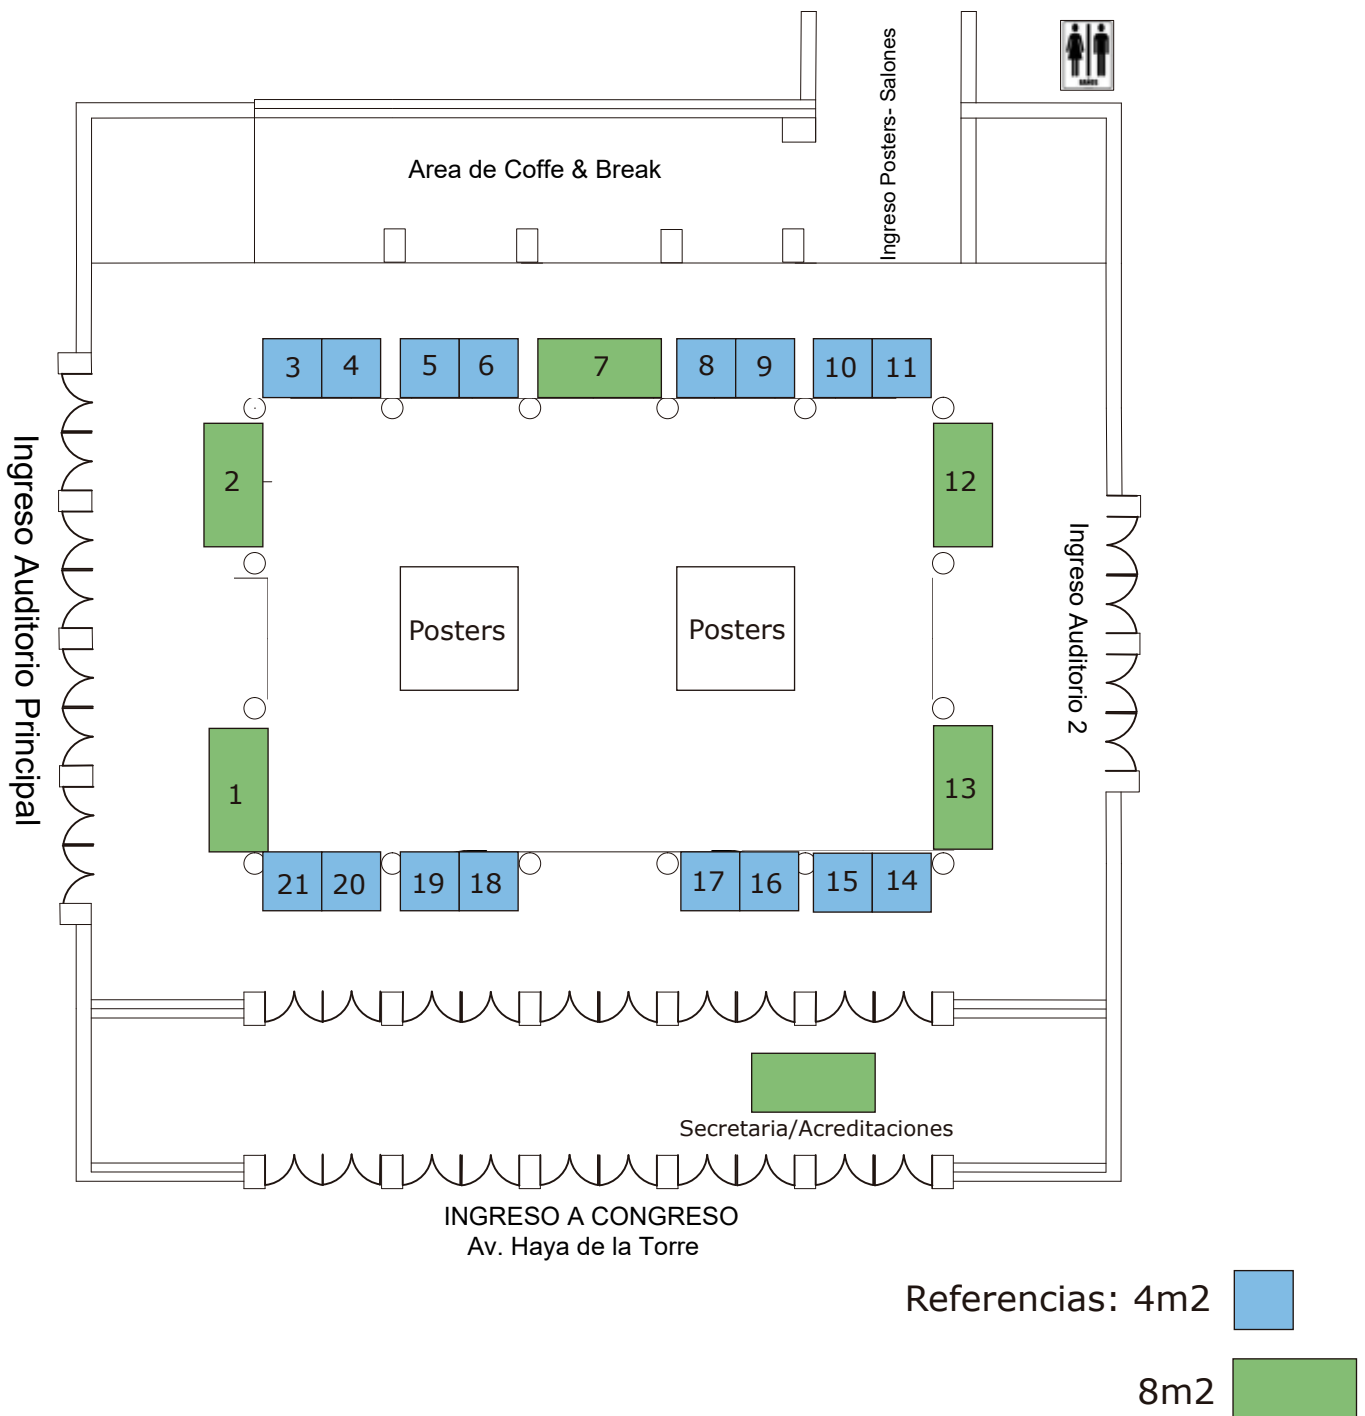 BAÑOS
Ingreso Posters- Salones
Area de Coffe & Break
3 4 5 6 7 8 9 10 11
2 12
Ingreso Auditorio Principal
Ingreso Auditorio 2
Posters Posters
1 13
21 20 19 18 17 16 15 14
Secretaria/Acreditaciones
INGRESO A CONGRESO
Av. Haya de la Torre
Referencias: 4m2
8m2